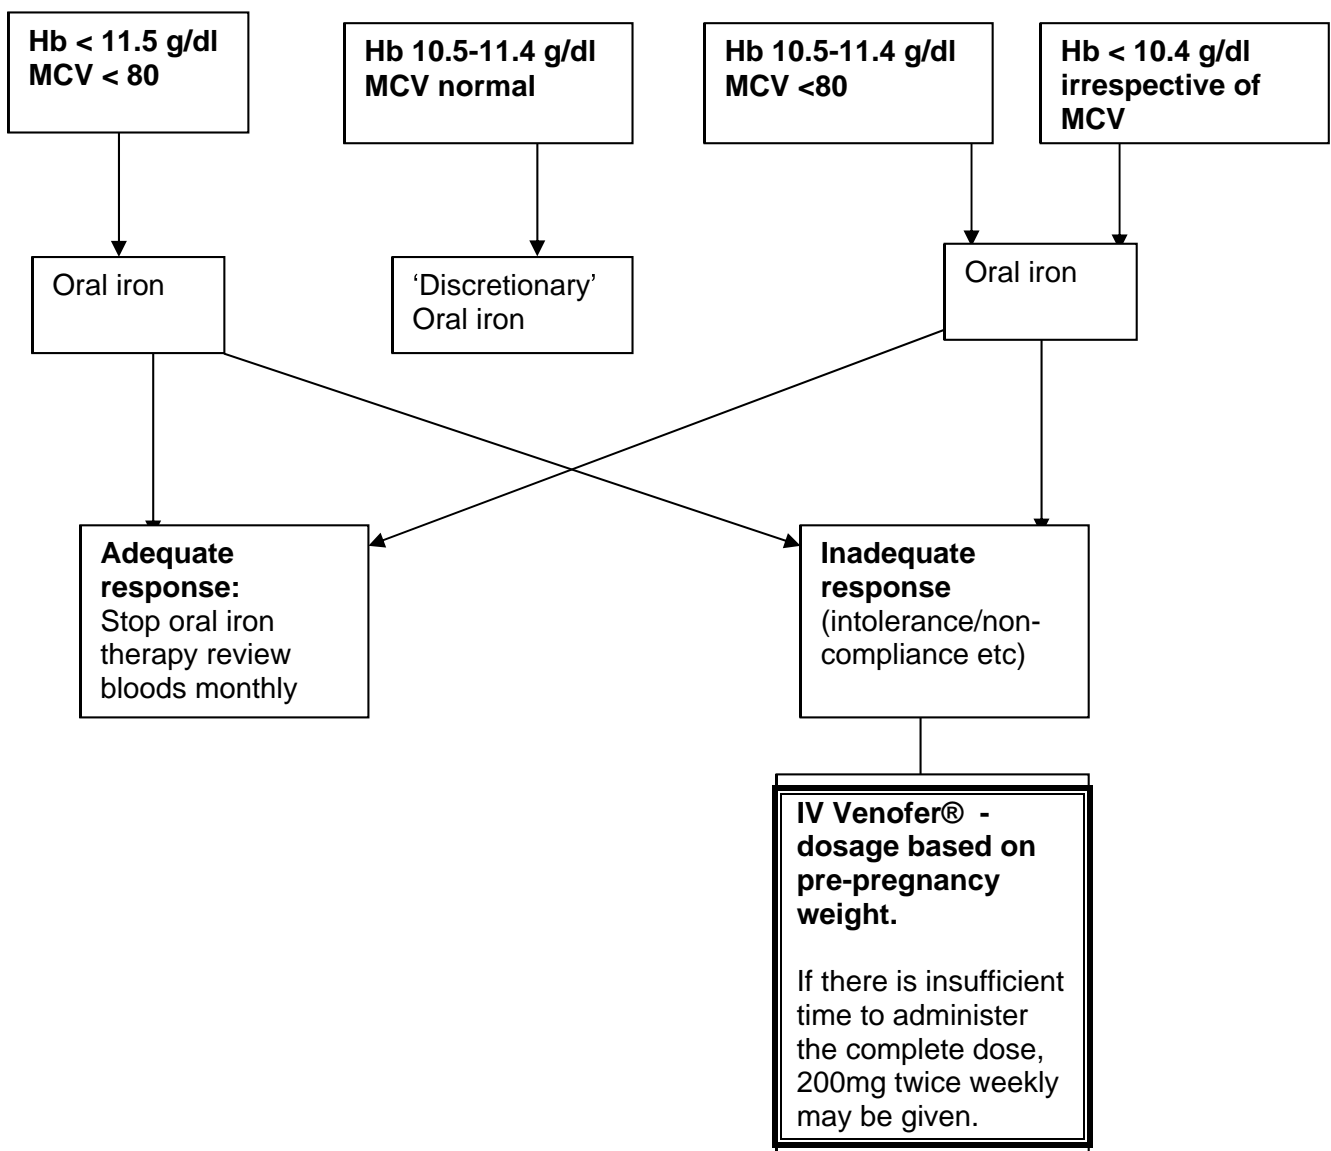 Hb < 11.5 g/dl
MCV < 80
Hb 10.5-11.4 g/dl
MCV normal
Hb 10.5-11.4 g/dl
MCV <80
Hb < 10.4 g/dl
irrespective of
MCV
Oral iron
‘Discretionary’
Oral iron
Oral iron
Adequate
response:
Stop oral iron
therapy review
bloods monthly
Inadequate
response
(intolerance/non-
compliance etc)
IV Venofer® -
dosage based on
pre-pregnancy
weight.
If there is insufficient
time to administer
the complete dose,
200mg twice weekly
may be given.